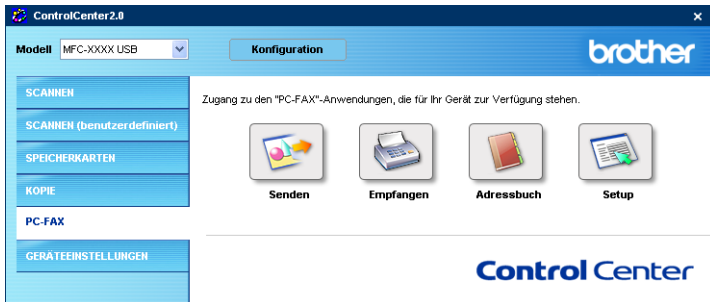 ControlCenter2.0
Modell MFC-XXXX USB Konfiguration brother
SCANNEN
Zugang zu den "PC-FAX"-Anwendungen, die für Ihr Gerät zur Verfügung stehen.
SCANNEN (benutzerdefiniert)
SPEICHERKARTEN
KOPIE
Senden Empfangen Adressbuch Setup
PC-FAX
GERÄTEEINSTELLUNGEN
Control Center